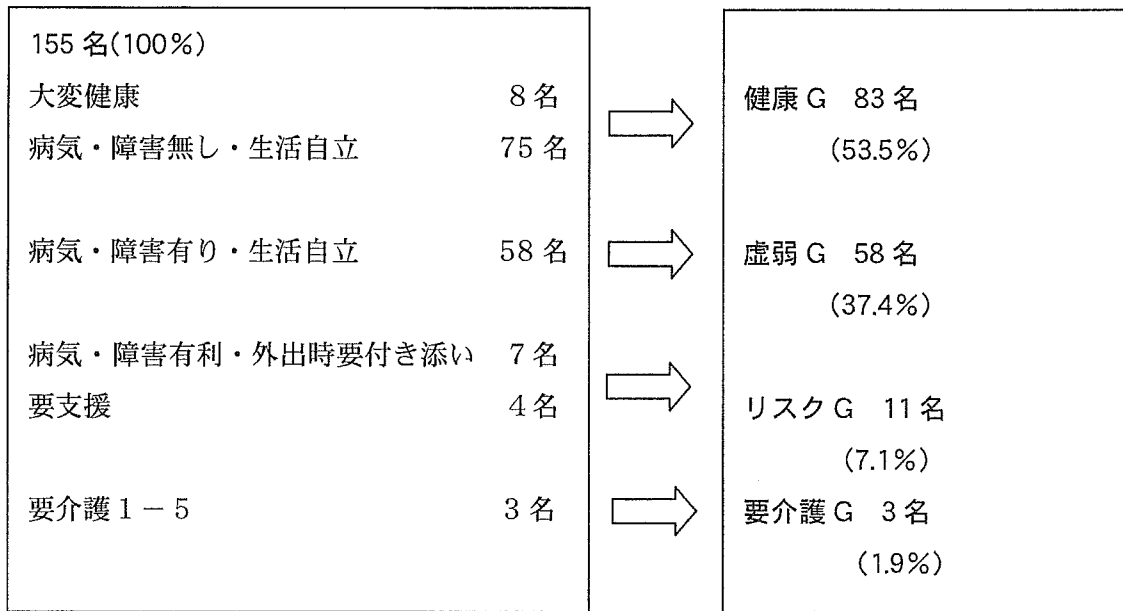 155名(100%)
大変健康 8名
病気・障害無し・生活自立 75名
病気・障害有り・生活自立 58名
病気・障害有利・外出時要付き添い 7名
要支援 4名
要介護1－5 3名
健康G 83名
(53.5%)
虚弱G 58名
(37.4%)
リスクG 11名
(7.1%)
要介護G 3名
(1.9%)